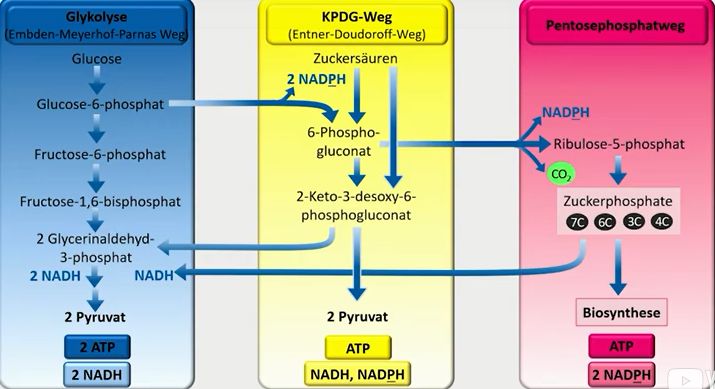 Glykolyse
(Embden-Meyerhof-Parnas Weg)
Glucose
Glucose-6-phosphat
Fructose-6-phosphat
Fructose-1,6-bisphosphat
2 Glycerinaldehyd-
3-phosphat
2 NADH
NADH
2 Pyruvat
2 ATP
2 NADH
KPDG-Weg
(Entner-Doudoroff-Weg)
Zuckersäuren
2 NADPH
6-Phospho-
gluconat
2-Keto-3-desoxy-6-
phosphogluconat
2 Pyruvat
ATP
NADH, NADPH
Pentosephosphatweg
NADPH
Ribulose-5-phosphat
CO₂
Zuckerphosphate
7C 6C 3C 4C
Biosynthese
ATP
2 NADPH